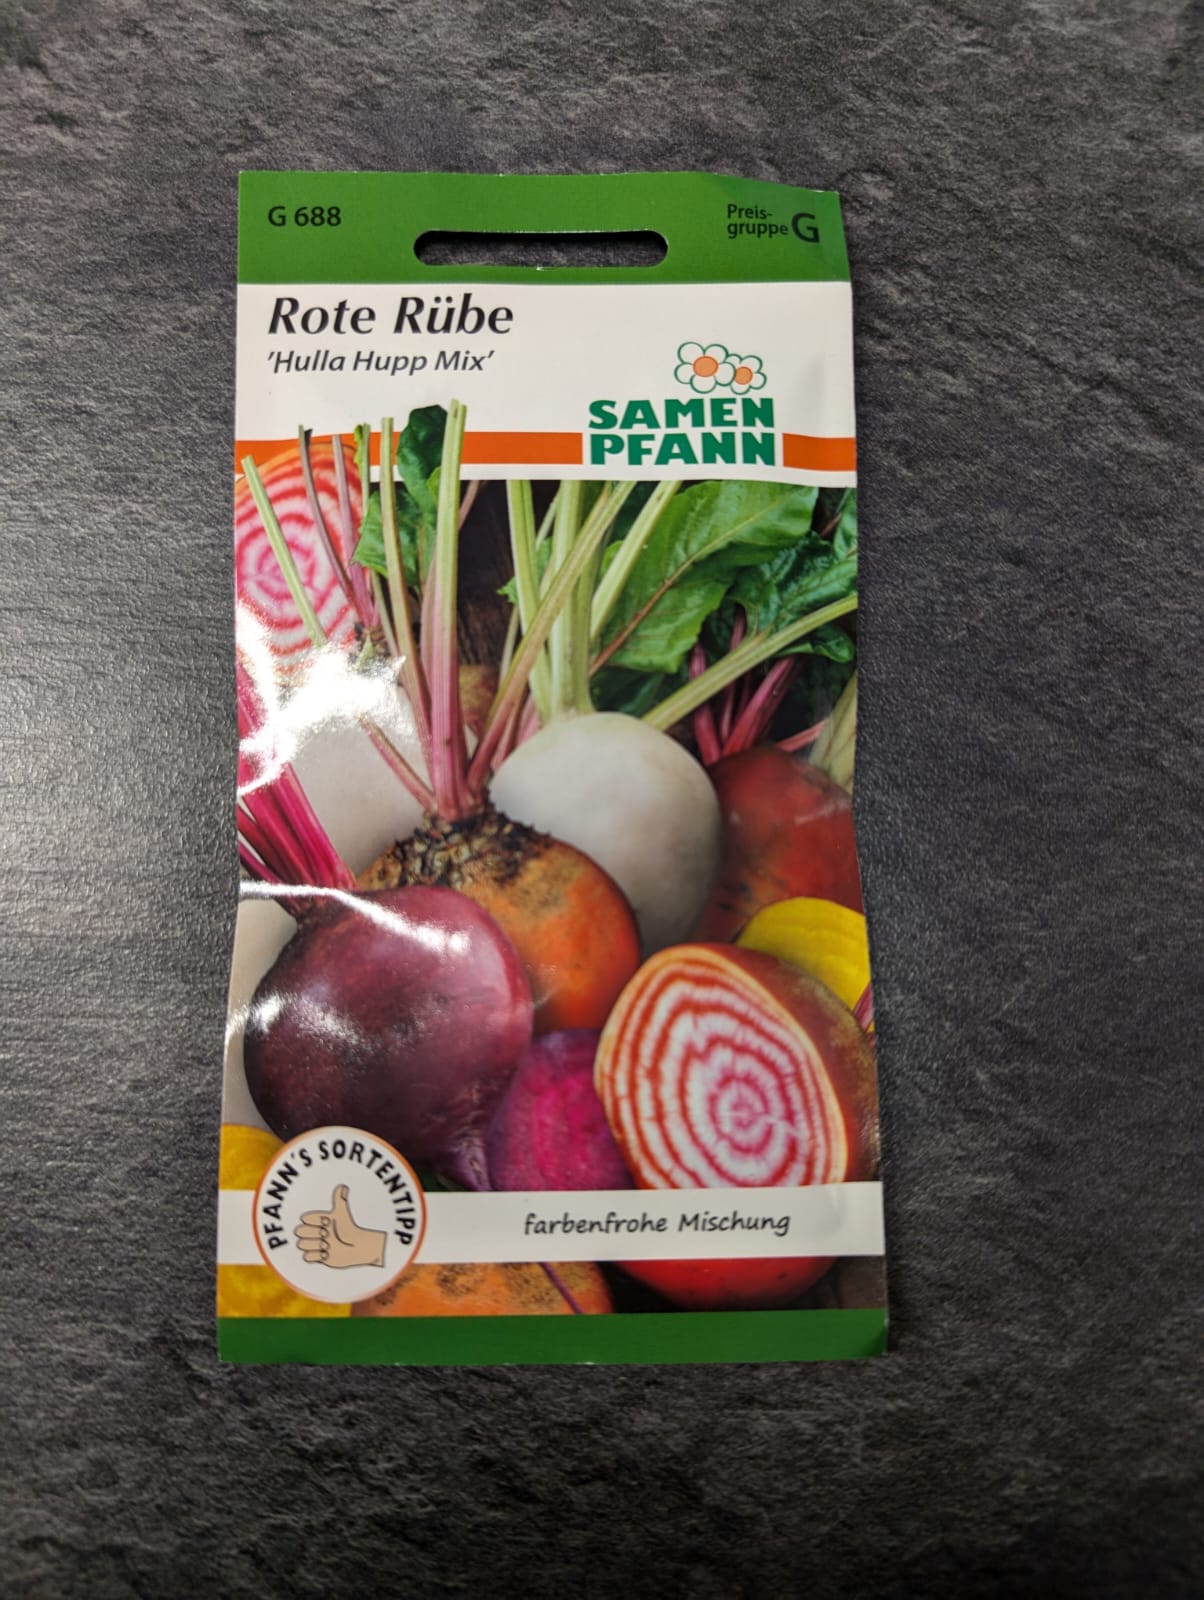 G 688
Preis-
gruppe G
Rote Rübe
'Hulla Hupp Mix'
SAMEN
PFANN
PFANN'S SORTENTIPP
farbenfrohe Mischung